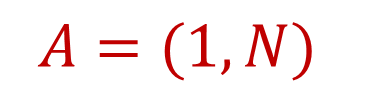 A = (1, N)